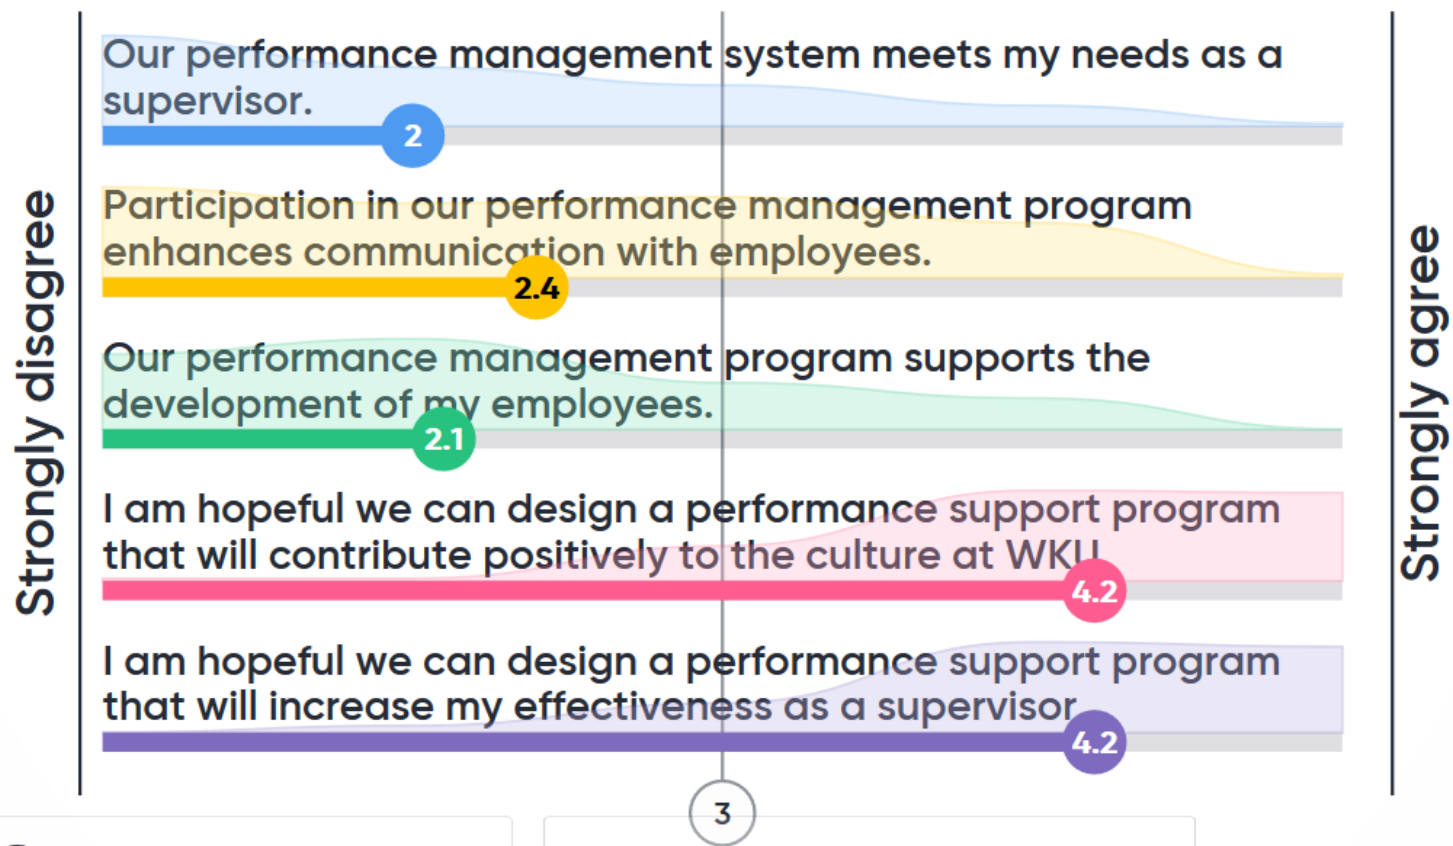 Our performance management system meets my needs as a
supervisor.
2
Participation in our performance management program
enhances communication with employees.
2.4
Our performance management program supports the
development of my employees.
2.1
I am hopeful we can design a performance support program
that will contribute positively to the culture at WKU
4.2
I am hopeful we can design a performance support program
that will increase my effectiveness as a supervisor
4.2
3
Strongly disagree
Strongly agree